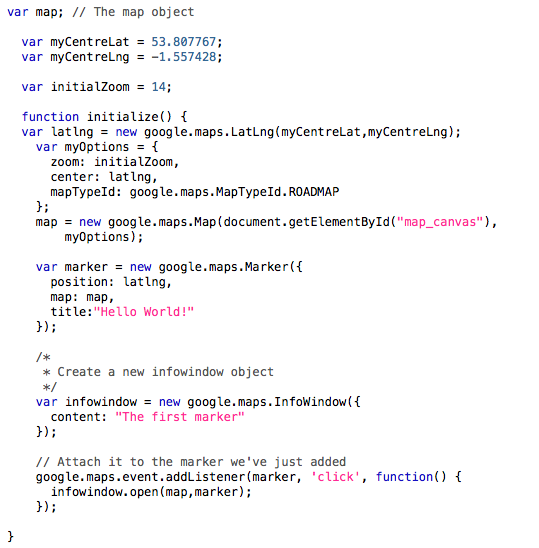 var map; // The map object
var myCentreLat = 53.807767;
var myCentreLng = -1.557428;
var initialZoom = 14;
function initialize() {
var latlng = new google.maps.LatLng(myCentreLat,myCentreLng);
var myOptions = {
zoom: initialZoom,
center: latlng,
mapTypeId: google.maps.MapTypeId.ROADMAP
};
map = new google.maps.Map(document.getElementById("map_canvas"),
myOptions);
var marker = new google.maps.Marker({
position: latlng,
map: map,
title:"Hello World!"
});
/*
* Create a new infowindow object
*/
var infowindow = new google.maps.InfoWindow({
content: "The first marker"
});
// Attach it to the marker we've just added
google.maps.event.addListener(marker, 'click', function() {
infowindow.open(map,marker);
});
}